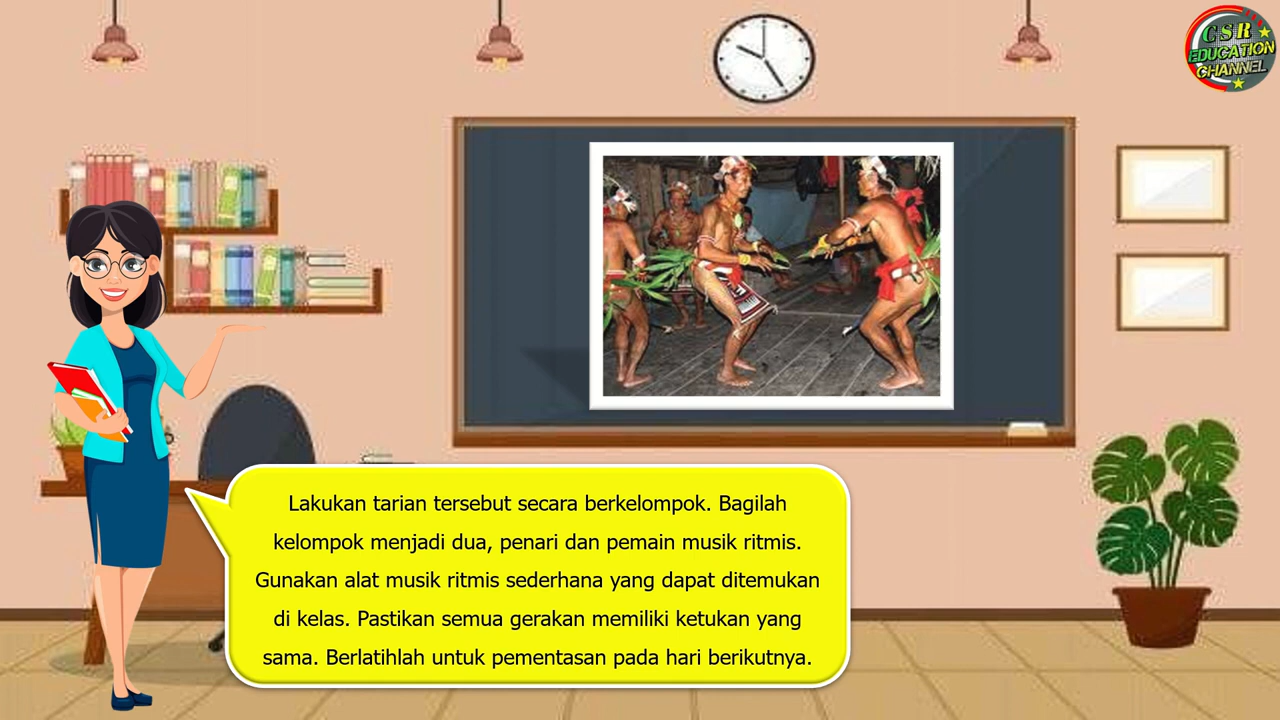 CSR
EDUCATION
CHANNEL
Lakukan tarian tersebut secara berkelompok. Bagilah
kelompok menjadi dua, penari dan pemain musik ritmis.
Gunakan alat musik ritmis sederhana yang dapat ditemukan
di kelas. Pastikan semua gerakan memiliki ketukan yang
sama. Berlatihlah untuk pementasan pada hari berikutnya.